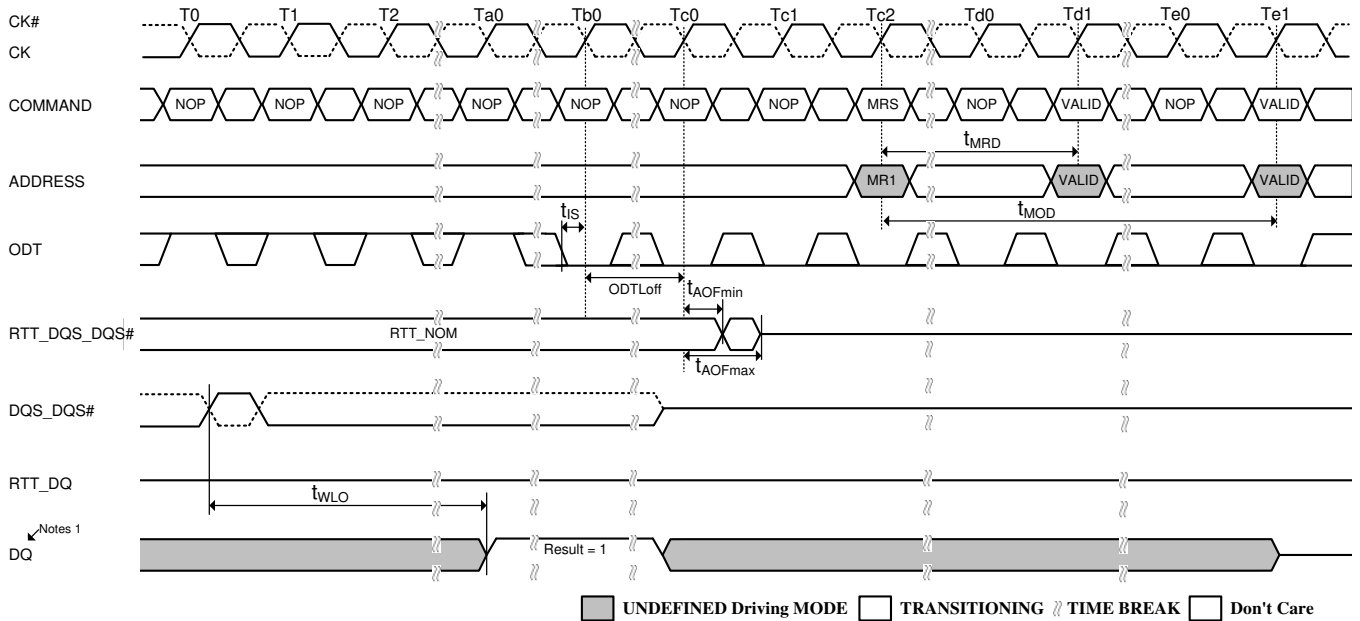 T0 T1 T2 Ta0 Tb0 Tc0 Tc1 Tc2 Td0 Td1 Te0 Te1
CK#
CK
COMMAND NOP NOP NOP NOP NOP NOP NOP MRS NOP VALID NOP VALID
tMRD
ADDRESS MR1 VALID VALID
tIS tMOD
ODT
ODTLoff tAOFmin
RTT_DQS_DQS# RTT_NOM
tAOFmax
DQS_DQS#
RTT_DQ
tWLO
Notes 1
DQ Result = 1
UNDEFINED Driving MODE TRANSITIONING TIME BREAK Don't Care